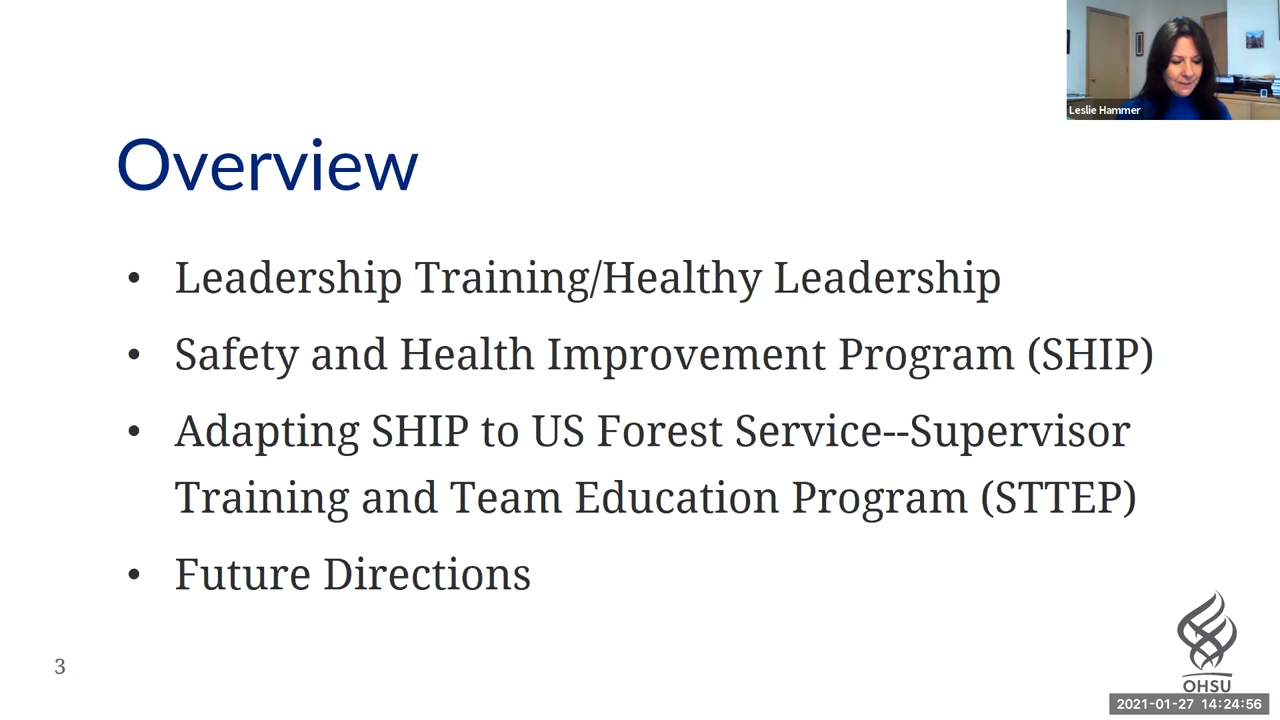 Leslie Hammer
Overview
• Leadership Training/Healthy Leadership
• Safety and Health Improvement Program (SHIP)
• Adapting SHIP to US Forest Service--Supervisor
Training and Team Education Program (STTEP)
• Future Directions
3
OHSU
2021-01-27 14:24:56